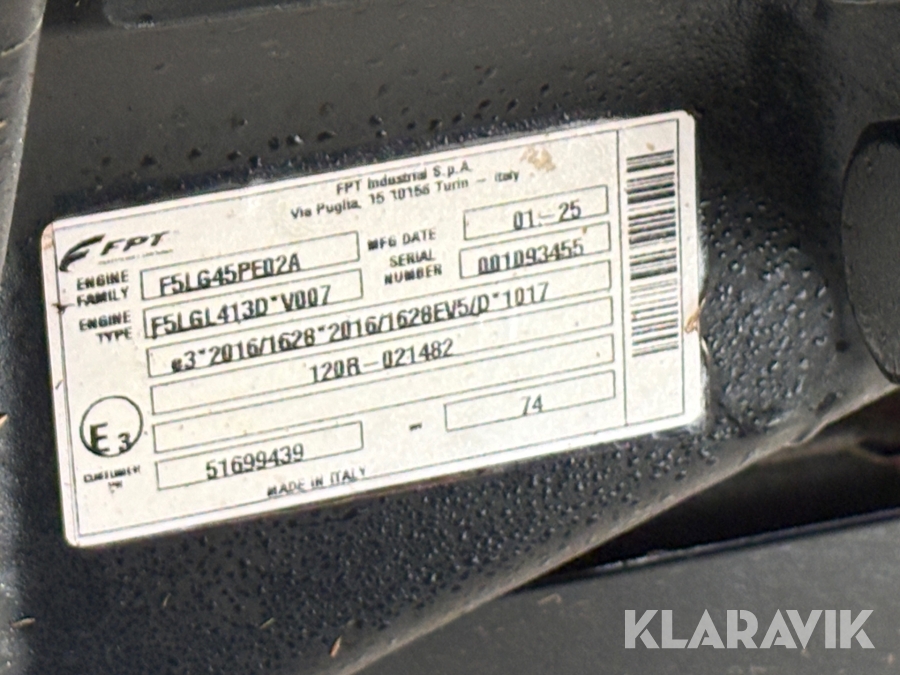 FPT Industrial S.p.A.
Via Puglia, 15 10156 Turin - Italy
FPT
ENGINE FAMILY F5LG45PE02A MFG DATE 01-25
ENGINE TYPE F5LGL413D*V007 SERIAL NUMBER 001093455
e3*2016/1628*2016/1628EV5/D*1017
120R-021482
E3
- 74
CUSTOMER 51699439
MADE IN ITALY
KLARAVIK